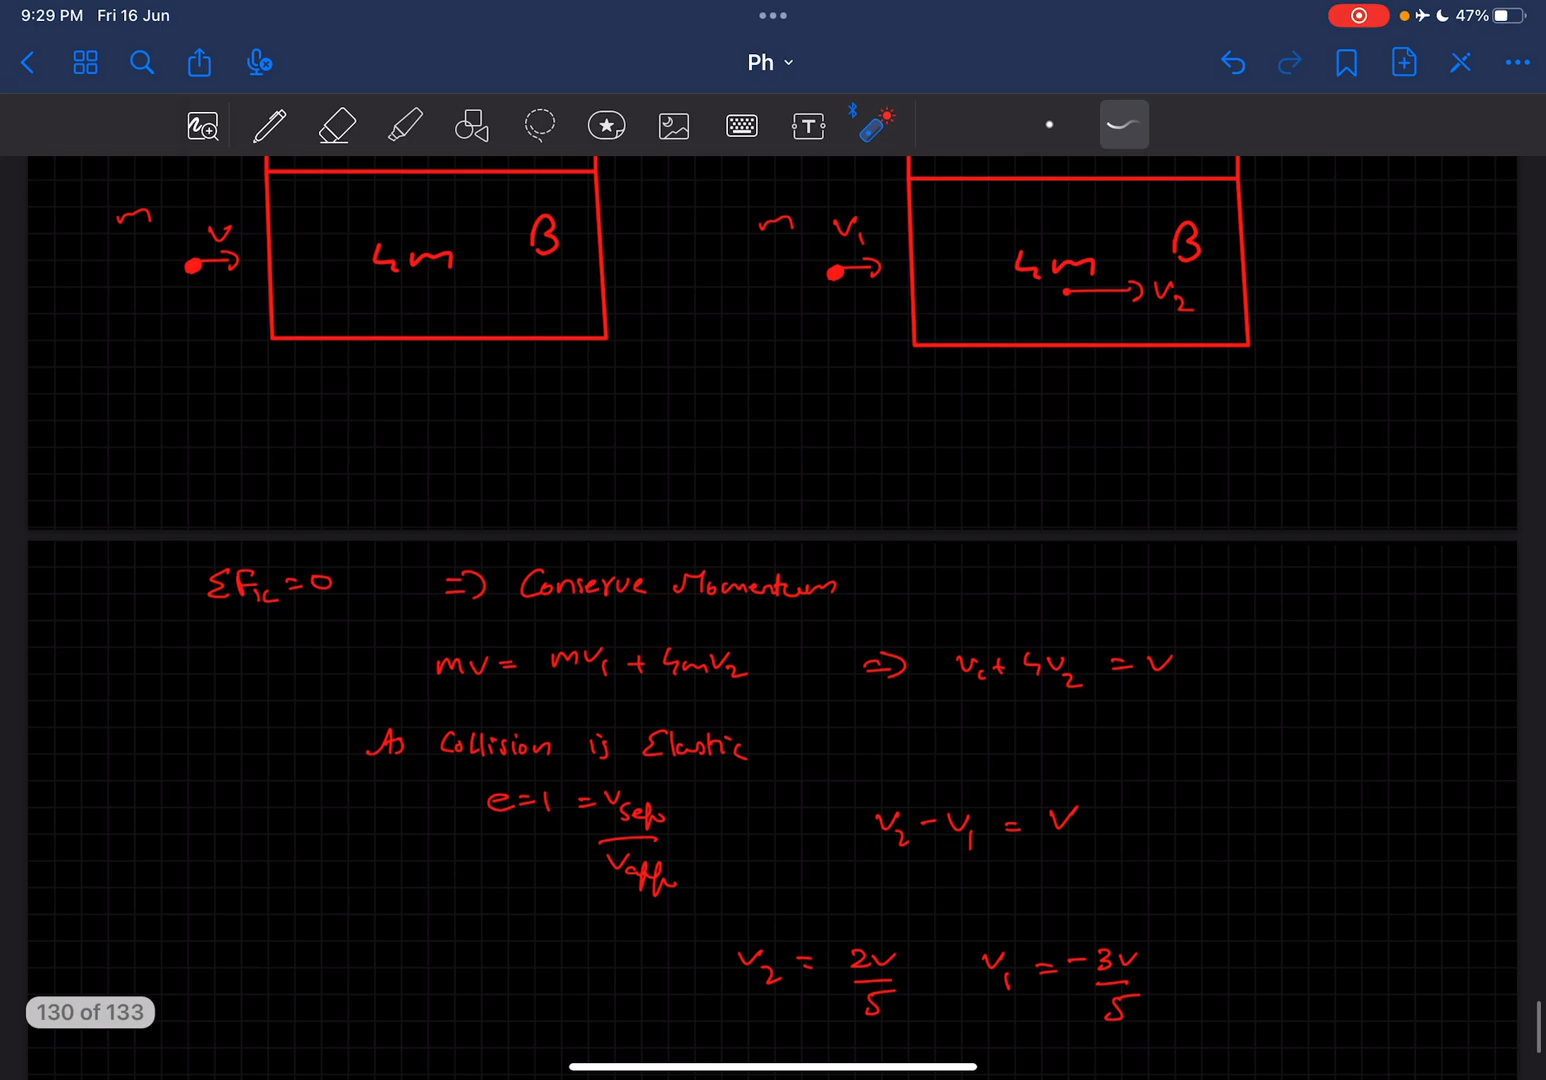 9:29 PM Fri 16 Jun
47%
Ph
T
m v 4m B
m v₁ 4m B v₂
ΣF = 0 => Conserve Momentum
mv = mv₁ + 4mv₂ => v₁ + 4v₂ = v
As Collision is Elastic
e=1 = vsep/vapp v₂ - v₁ = v
v₂ = 2v/5 v₁ = -3v/5
130 of 133